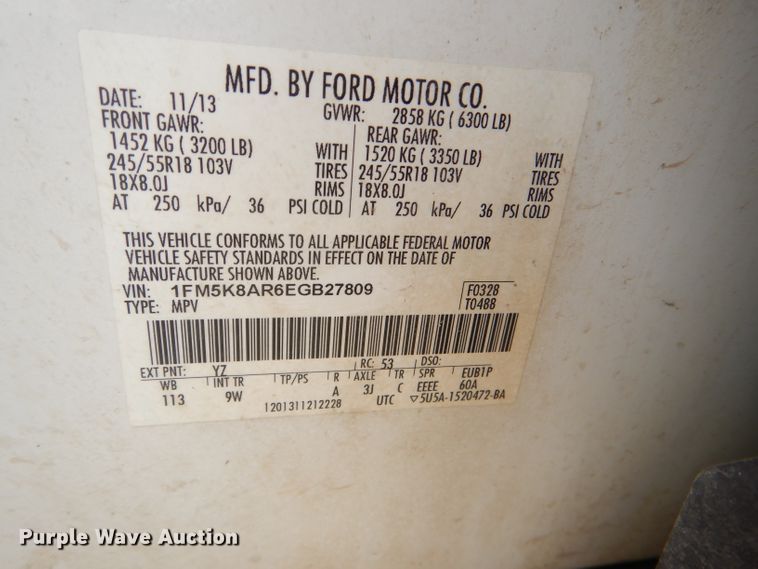 MFD. BY FORD MOTOR CO.
DATE: 11/13 GVWR: 2858 KG ( 6300 LB)
FRONT GAWR: REAR GAWR:
1452 KG ( 3200 LB) WITH 1520 KG ( 3350 LB) WITH
245/55R18 103V TIRES 245/55R18 103V TIRES
18X8.0J RIMS 18X8.0J RIMS
AT 250 kPa/ 36 PSI COLD AT 250 kPa/ 36 PSI COLD
THIS VEHICLE CONFORMS TO ALL APPLICABLE FEDERAL MOTOR
VEHICLE SAFETY STANDARDS IN EFFECT ON THE DATE OF
MANUFACTURE SHOWN ABOVE.
VIN: 1FM5K8AR6EGB27809 F0328
TYPE: MPV T0488
EXT PNT: YZ RC: 53 DSO:
WB INT TR TP/PS R AXLE TR SPR EUB1P
113 9W A 3J C EEEE 60A
1201311212228 UTC ▽5U5A-1520472-BA
Purple Wave Auction